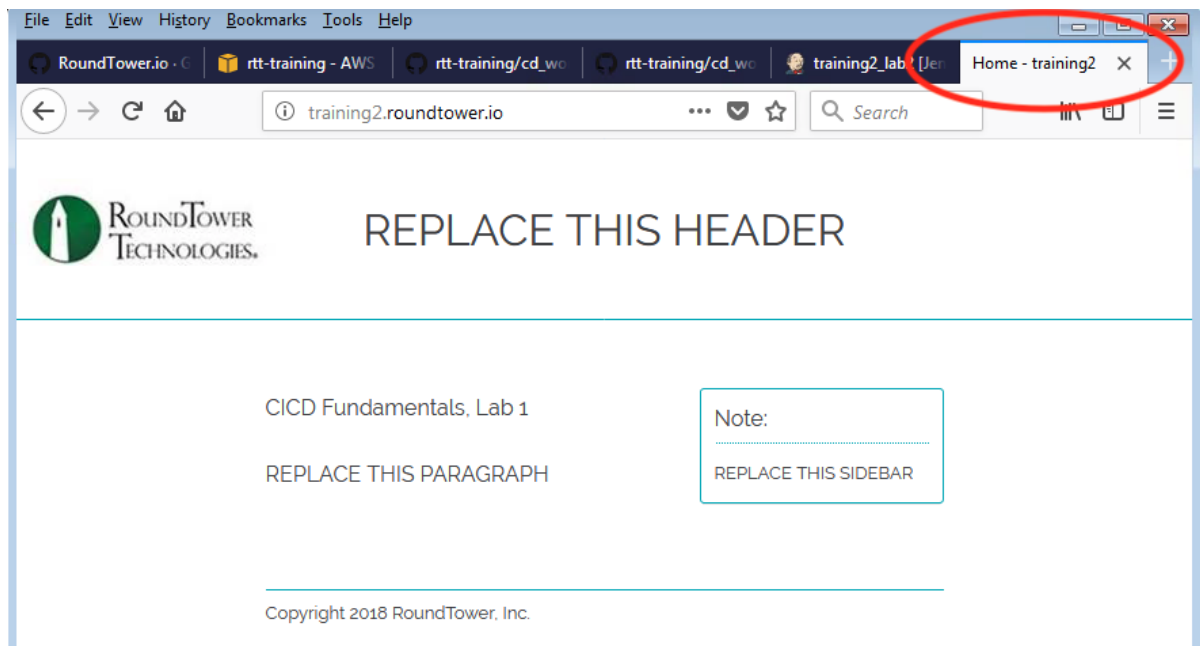 File Edit View History Bookmarks Tools Help
RoundTower.io · G rtt-training - AWS rtt-training/cd_wo rtt-training/cd_wo training2_lab2 [Jen Home - training2
training2.roundtower.io Search
ROUNDTOWER
TECHNOLOGIES®
REPLACE THIS HEADER
CICD Fundamentals, Lab 1
REPLACE THIS PARAGRAPH
Note:
REPLACE THIS SIDEBAR
Copyright 2018 RoundTower, Inc.